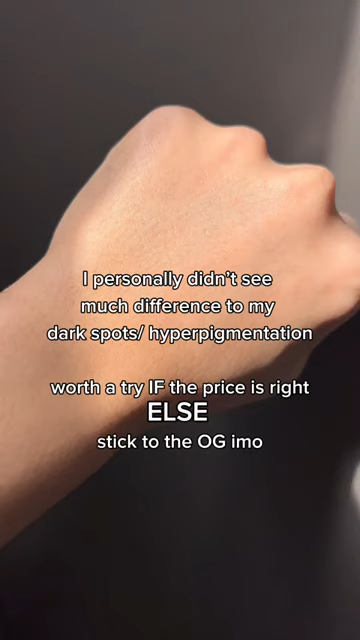 I personally didn't see
much difference to my
dark spots/ hyperpigmentation
worth a try IF the price is right
ELSE
stick to the OG imo